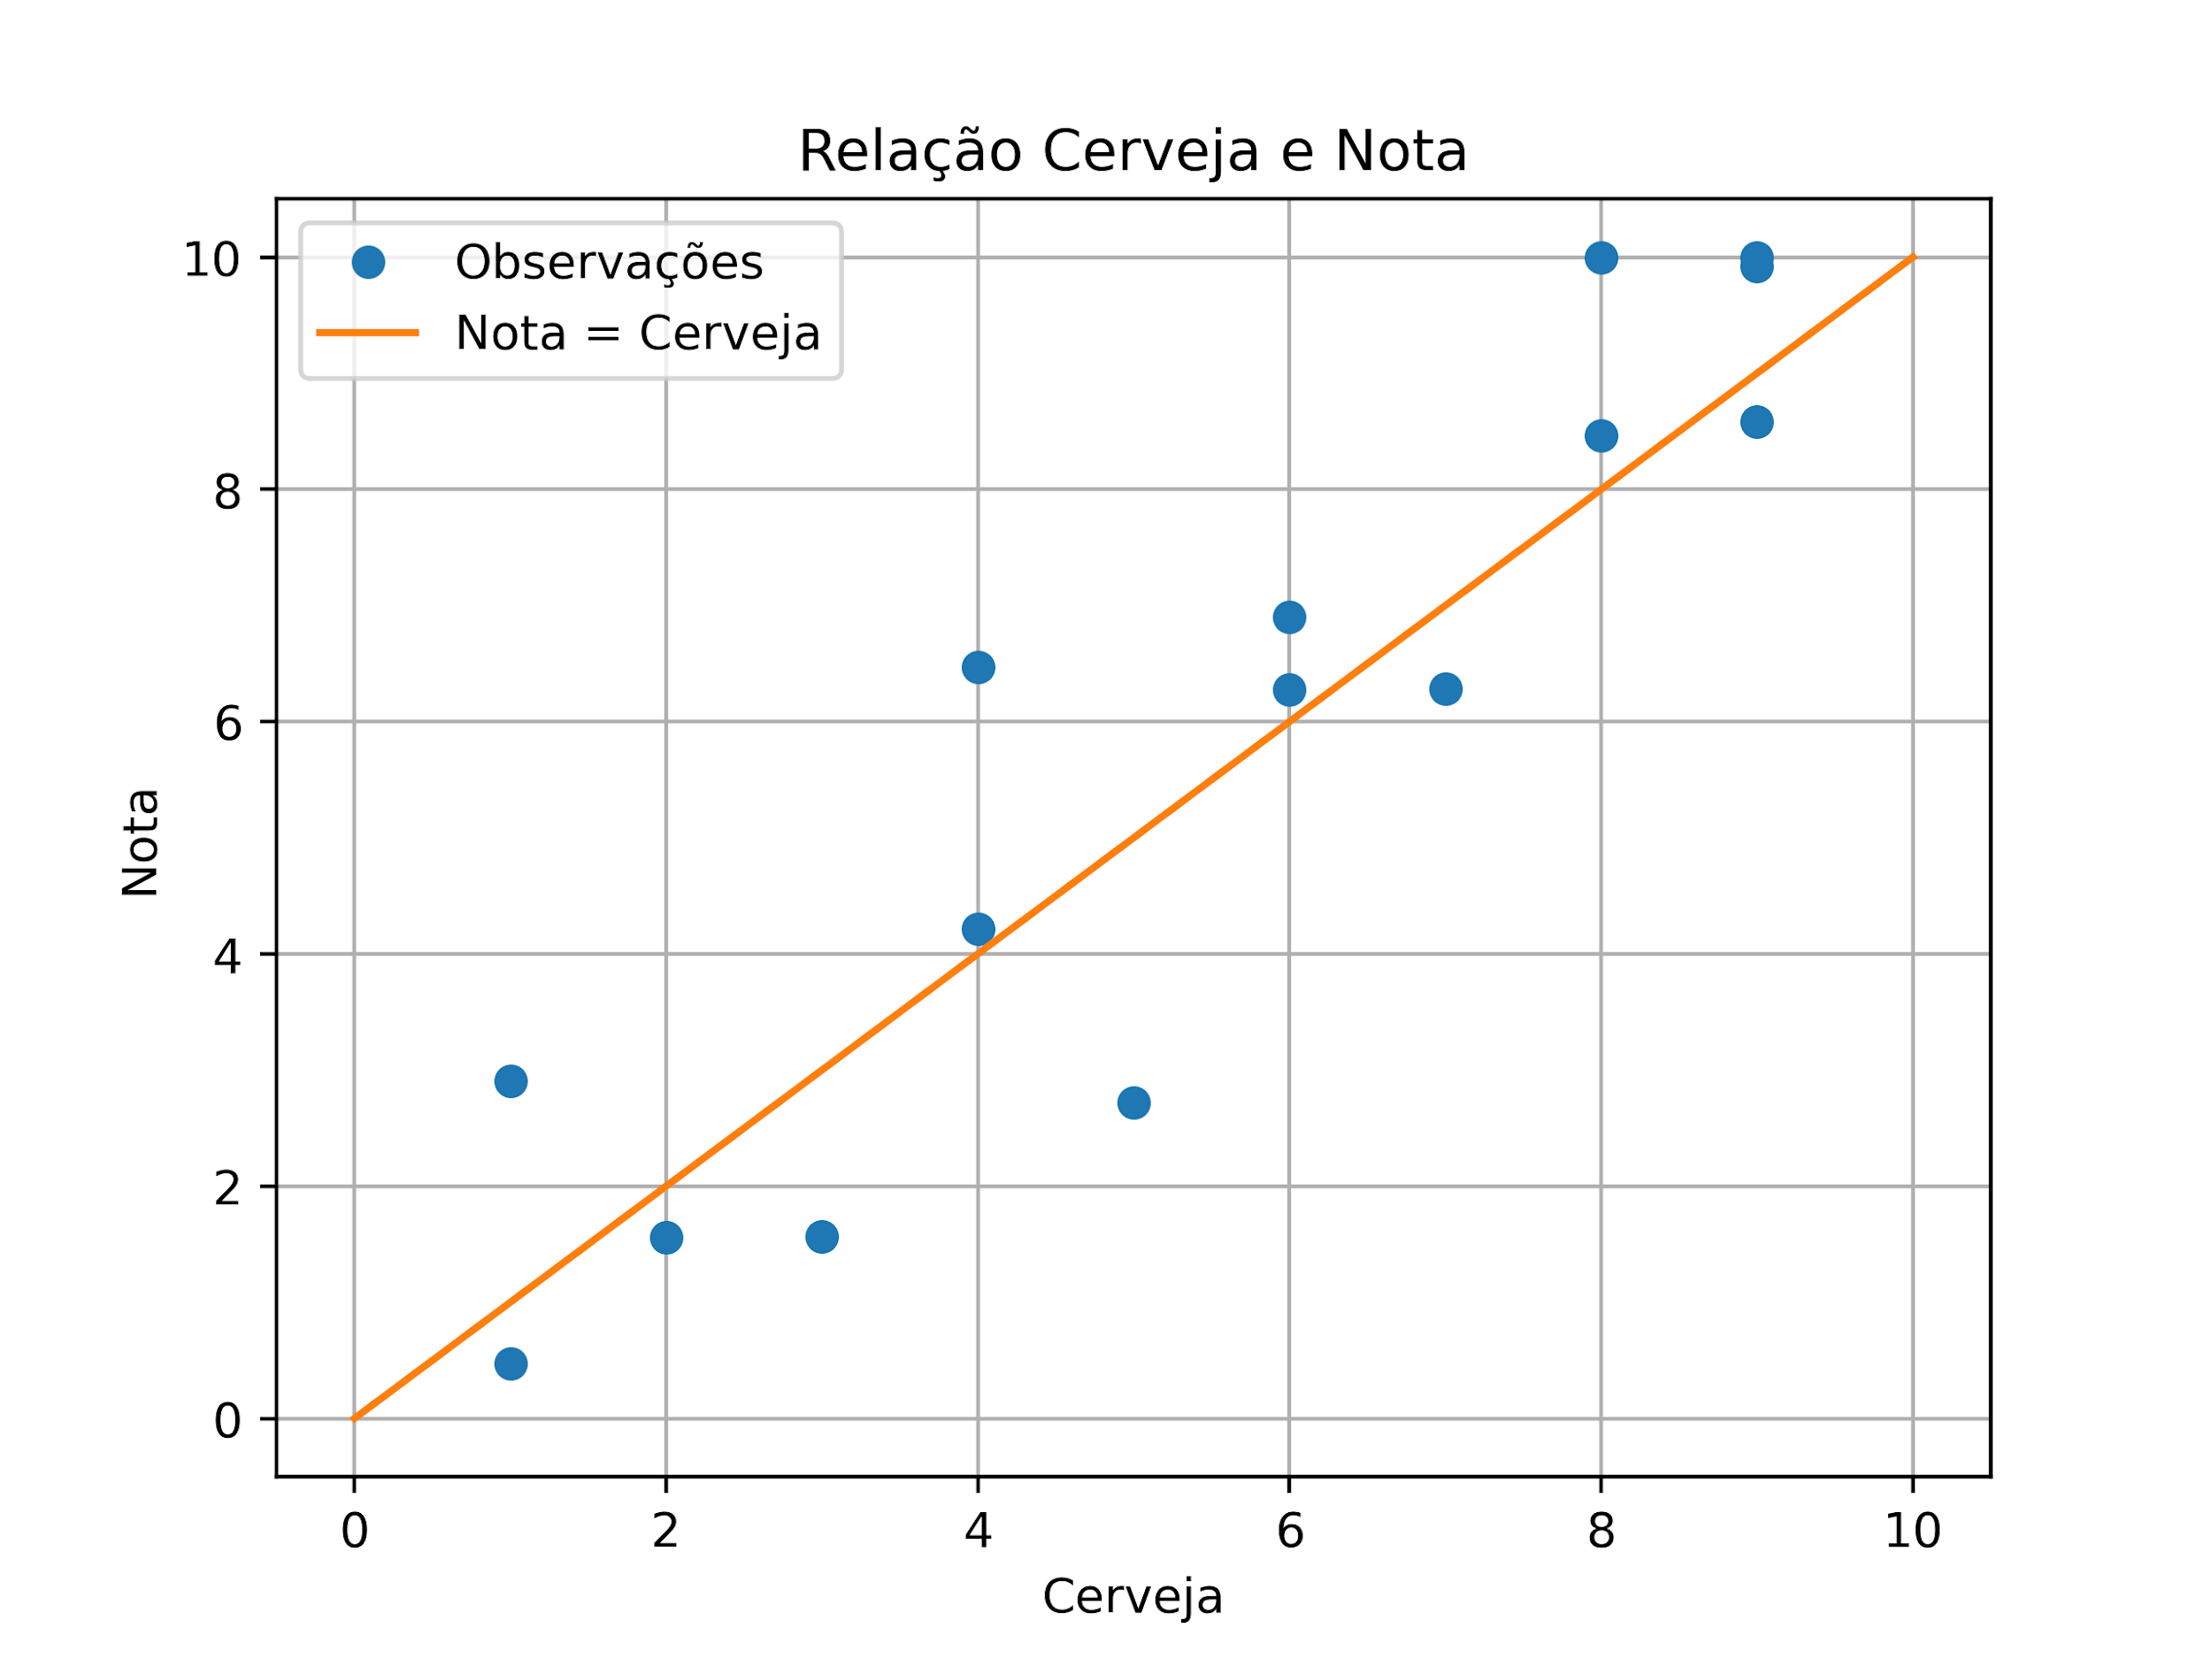 Relação Cerveja e Nota
Observações
Nota = Cerveja
10
8
6
4
2
0
Nota
0 2 4 6 8 10
Cerveja